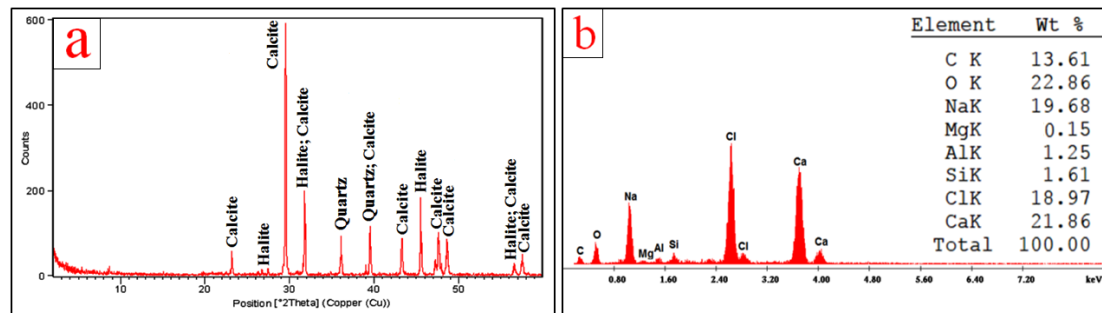 a
600
400
200
0
Counts
10
20
30
40
50
Position [°2Theta] (Copper (Cu))
Calcite
Halite
Calcite
Halite; Calcite
Quartz
Quartz, Calcite
Calcite
Halite
Calcite
Calcite
Halite; Calcite
Calcite
b
Element Wt %
C K 13.61
O K 22.86
NaK 19.68
MgK 0.15
AlK 1.25
SiK 1.61
ClK 18.97
CaK 21.86
Total 100.00
C
O
Na
Mg
Al
Si
Cl
Cl
Ca
Ca
0.80 1.60 2.40 3.20 4.00 4.80 5.60 6.40 7.20 keV